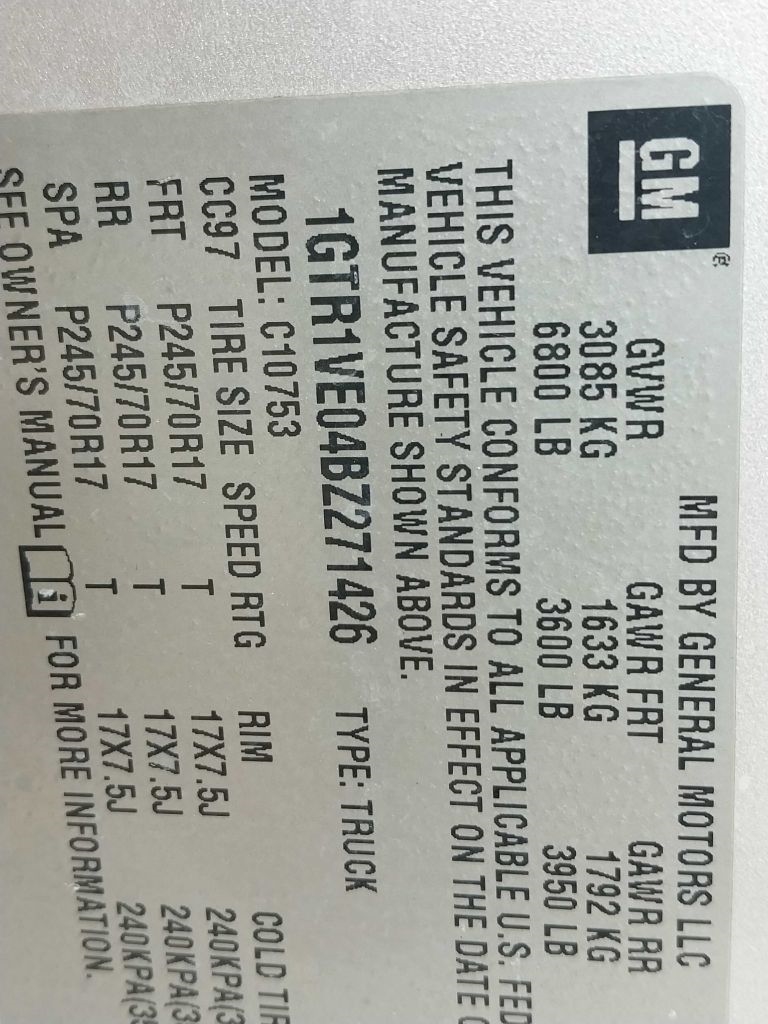 GM
MFD BY GENERAL MOTORS LLC
GVWR GAWR FRT GAWR RR
3085 KG 1633 KG 1792 KG
6800 LB 3600 LB 3950 LB
THIS VEHICLE CONFORMS TO ALL APPLICABLE U.S. FED
VEHICLE SAFETY STANDARDS IN EFFECT ON THE DATE
MANUFACTURE SHOWN ABOVE.
1GTR1VE04BZ271426 TYPE: TRUCK
MODEL: C10753
CC97 TIRE SIZE SPEED RTG RIM COLD TIR
FRT P245/70R17 T 17X7.5J 240KPA(3
RR P245/70R17 T 17X7.5J 240KPA(3
SPA P245/70R17 T 17X7.5J 240KPA(35
SEE OWNER'S MANUAL FOR MORE INFORMATION.